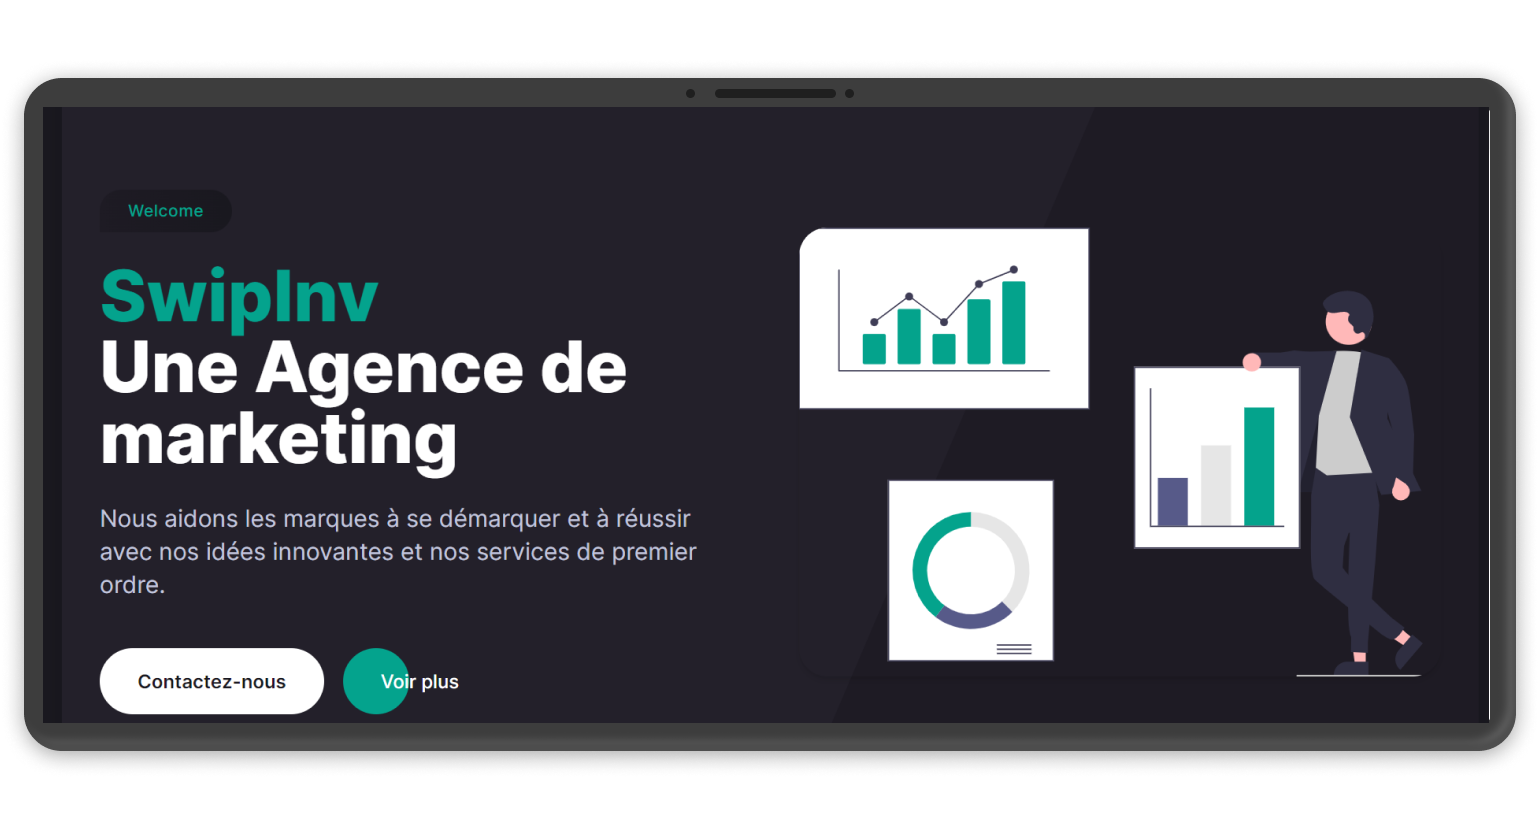 Welcome
SwipInv
Une Agence de
marketing
Nous aidons les marques à se démarquer et à réussir
avec nos idées innovantes et nos services de premier
ordre.
Contactez-nous
Voir plus